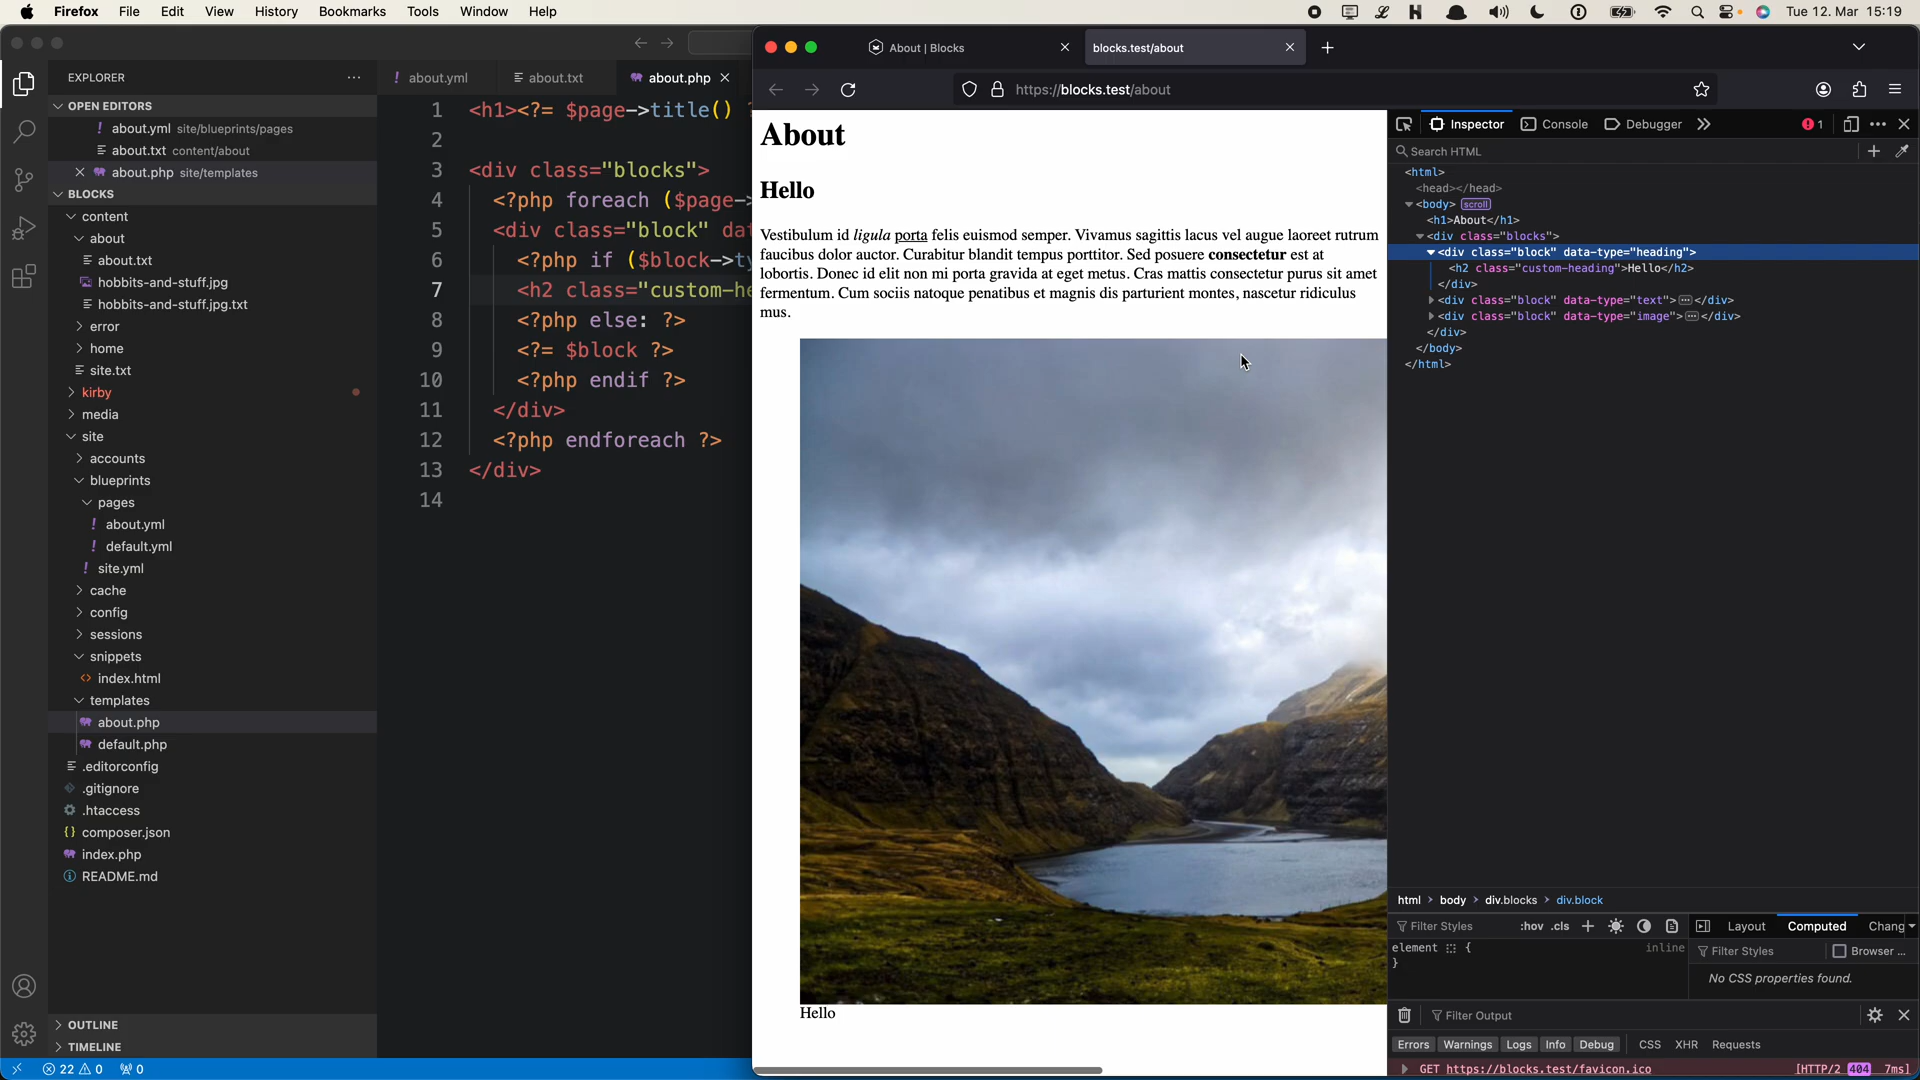 Firefox File Edit View History Bookmarks Tools Window Help Tue 12. Mar 15:19
EXPLORER
OPEN EDITORS
about.yml site/blueprints/pages
about.txt content/about
about.php site/templates
BLOCKS
content
about
about.txt
hobbits-and-stuff.jpg
hobbits-and-stuff.jpg.txt
error
home
site.txt
kirby
media
site
accounts
blueprints
pages
about.yml
default.yml
site.yml
cache
config
sessions
snippets
index.html
templates
about.php
default.php
.editorconfig
.gitignore
.htaccess
composer.json
index.php
README.md
OUTLINE
TIMELINE
22 0 0
about.yml about.txt about.php
1 <h1><?= $page->title() ?
2
3 <div class="blocks">
4 <?php foreach ($page->
5 <div class="block" dat
6 <?php if ($block->ty
7 <h2 class="custom-he
8 <?php else: ?>
9 <?= $block ?>
10 <?php endif ?>
11 </div>
12 <?php endforeach ?>
13 </div>
14
About | Blocks
blocks.test/about
https://blocks.test/about
About
Hello
Vestibulum id ligula porta felis euismod semper. Vivamus sagittis lacus vel augue laoreet rutrum
faucibus dolor auctor. Curabitur blandit tempus porttitor. Sed posuere consectetur est at
lobortis. Donec id elit non mi porta gravida at eget metus. Cras mattis consectetur purus sit amet
fermentum. Cum sociis natoque penatibus et magnis dis parturient montes, nascetur ridiculus
mus.
Hello
Inspector Console Debugger 1
Search HTML
<html>
<head></head>
<body> scroll
<h1>About</h1>
<div class="blocks">
<div class="block" data-type="heading">
<h2 class="custom-heading">Hello</h2>
</div>
<div class="block" data-type="text"></div>
<div class="block" data-type="image"></div>
</div>
</body>
</html>
html > body > div.blocks > div.block
Filter Styles :hov .cls Layout Computed Chang
element { inline
}
Filter Styles Browser ...
No CSS properties found.
Filter Output
Errors Warnings Logs Info Debug CSS XHR Requests
GET https://blocks.test/favicon.ico [HTTP/2 404 7ms]